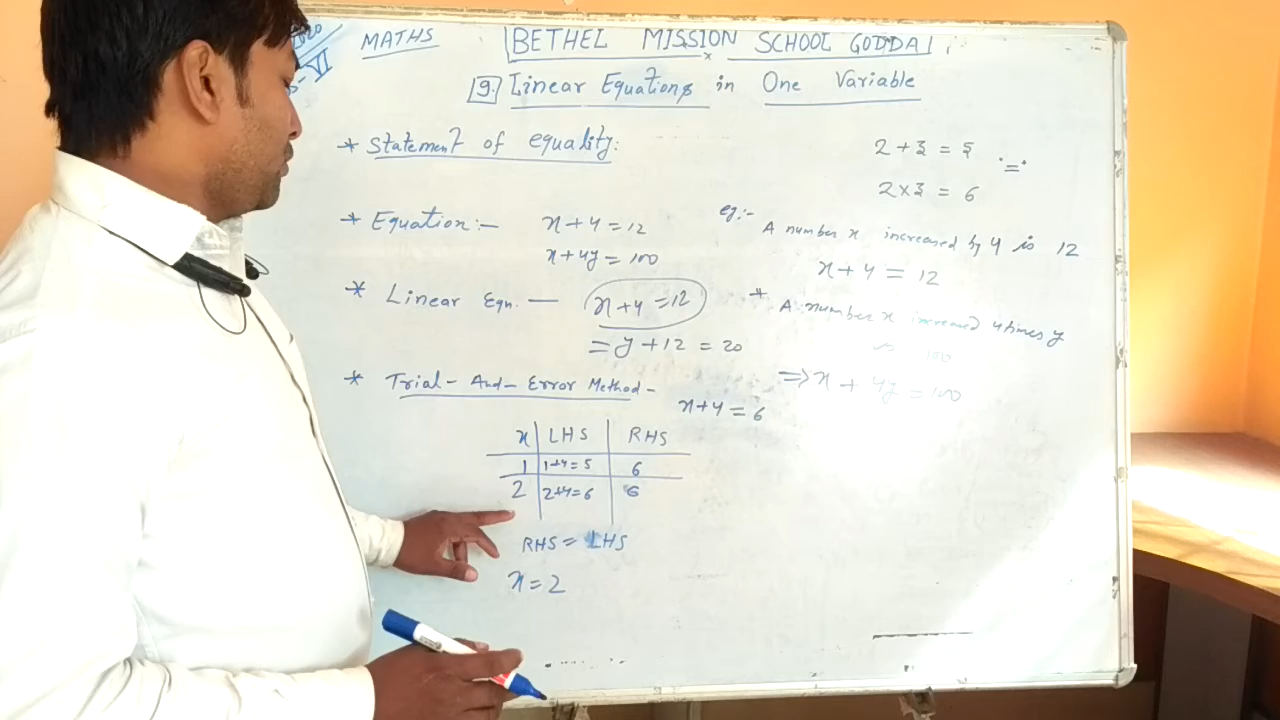 MATHS BETHEL MISSION SCHOOL GODDA
VI
9. Linear Equations in One Variable
* Statement of equality:
2 + 3 = 5
"="
2 x 3 = 6
* Equation:- x + 4 = 12
x + 4y = 100
eg:- A number x increased by 4 is 12
x + 4 = 12
* Linear Eqn. — x + 4 = 12
= y + 12 = 20
* A number x increased 4 times y
is 100
=> x + 4y = 100
* Trial-And-Error Method-
x + 4 = 6
x LHS RHS
1 1+4=5 6
2 2+4=6 6
RHS = LHS
x = 2